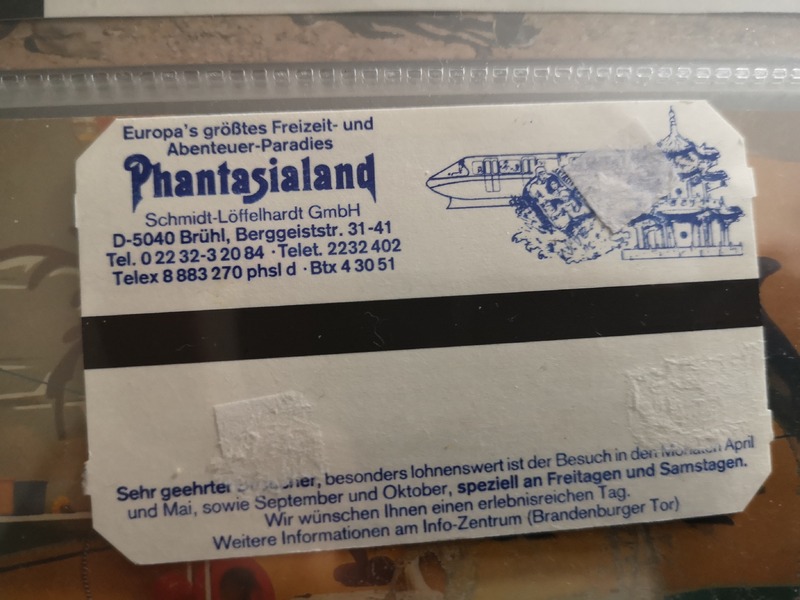 Europa's größtes Freizeit- und
Abenteuer-Paradies
Phantasialand
Schmidt-Löffelhardt GmbH
D-5040 Brühl, Berggeiststr. 31-41
Tel. 0 22 32-3 20 84 · Telet. 2232 402
Telex 8 883 270 phsl d · Btx 4 30 51
Sehr geehrter besonders lohnenswert ist der Besuch in den Monaten April
und Mai, sowie September und Oktober, speziell an Freitagen und Samstagen.
Wir wünschen Ihnen einen erlebnisreichen Tag.
Weitere Informationen am Info-Zentrum (Brandenburger Tor)